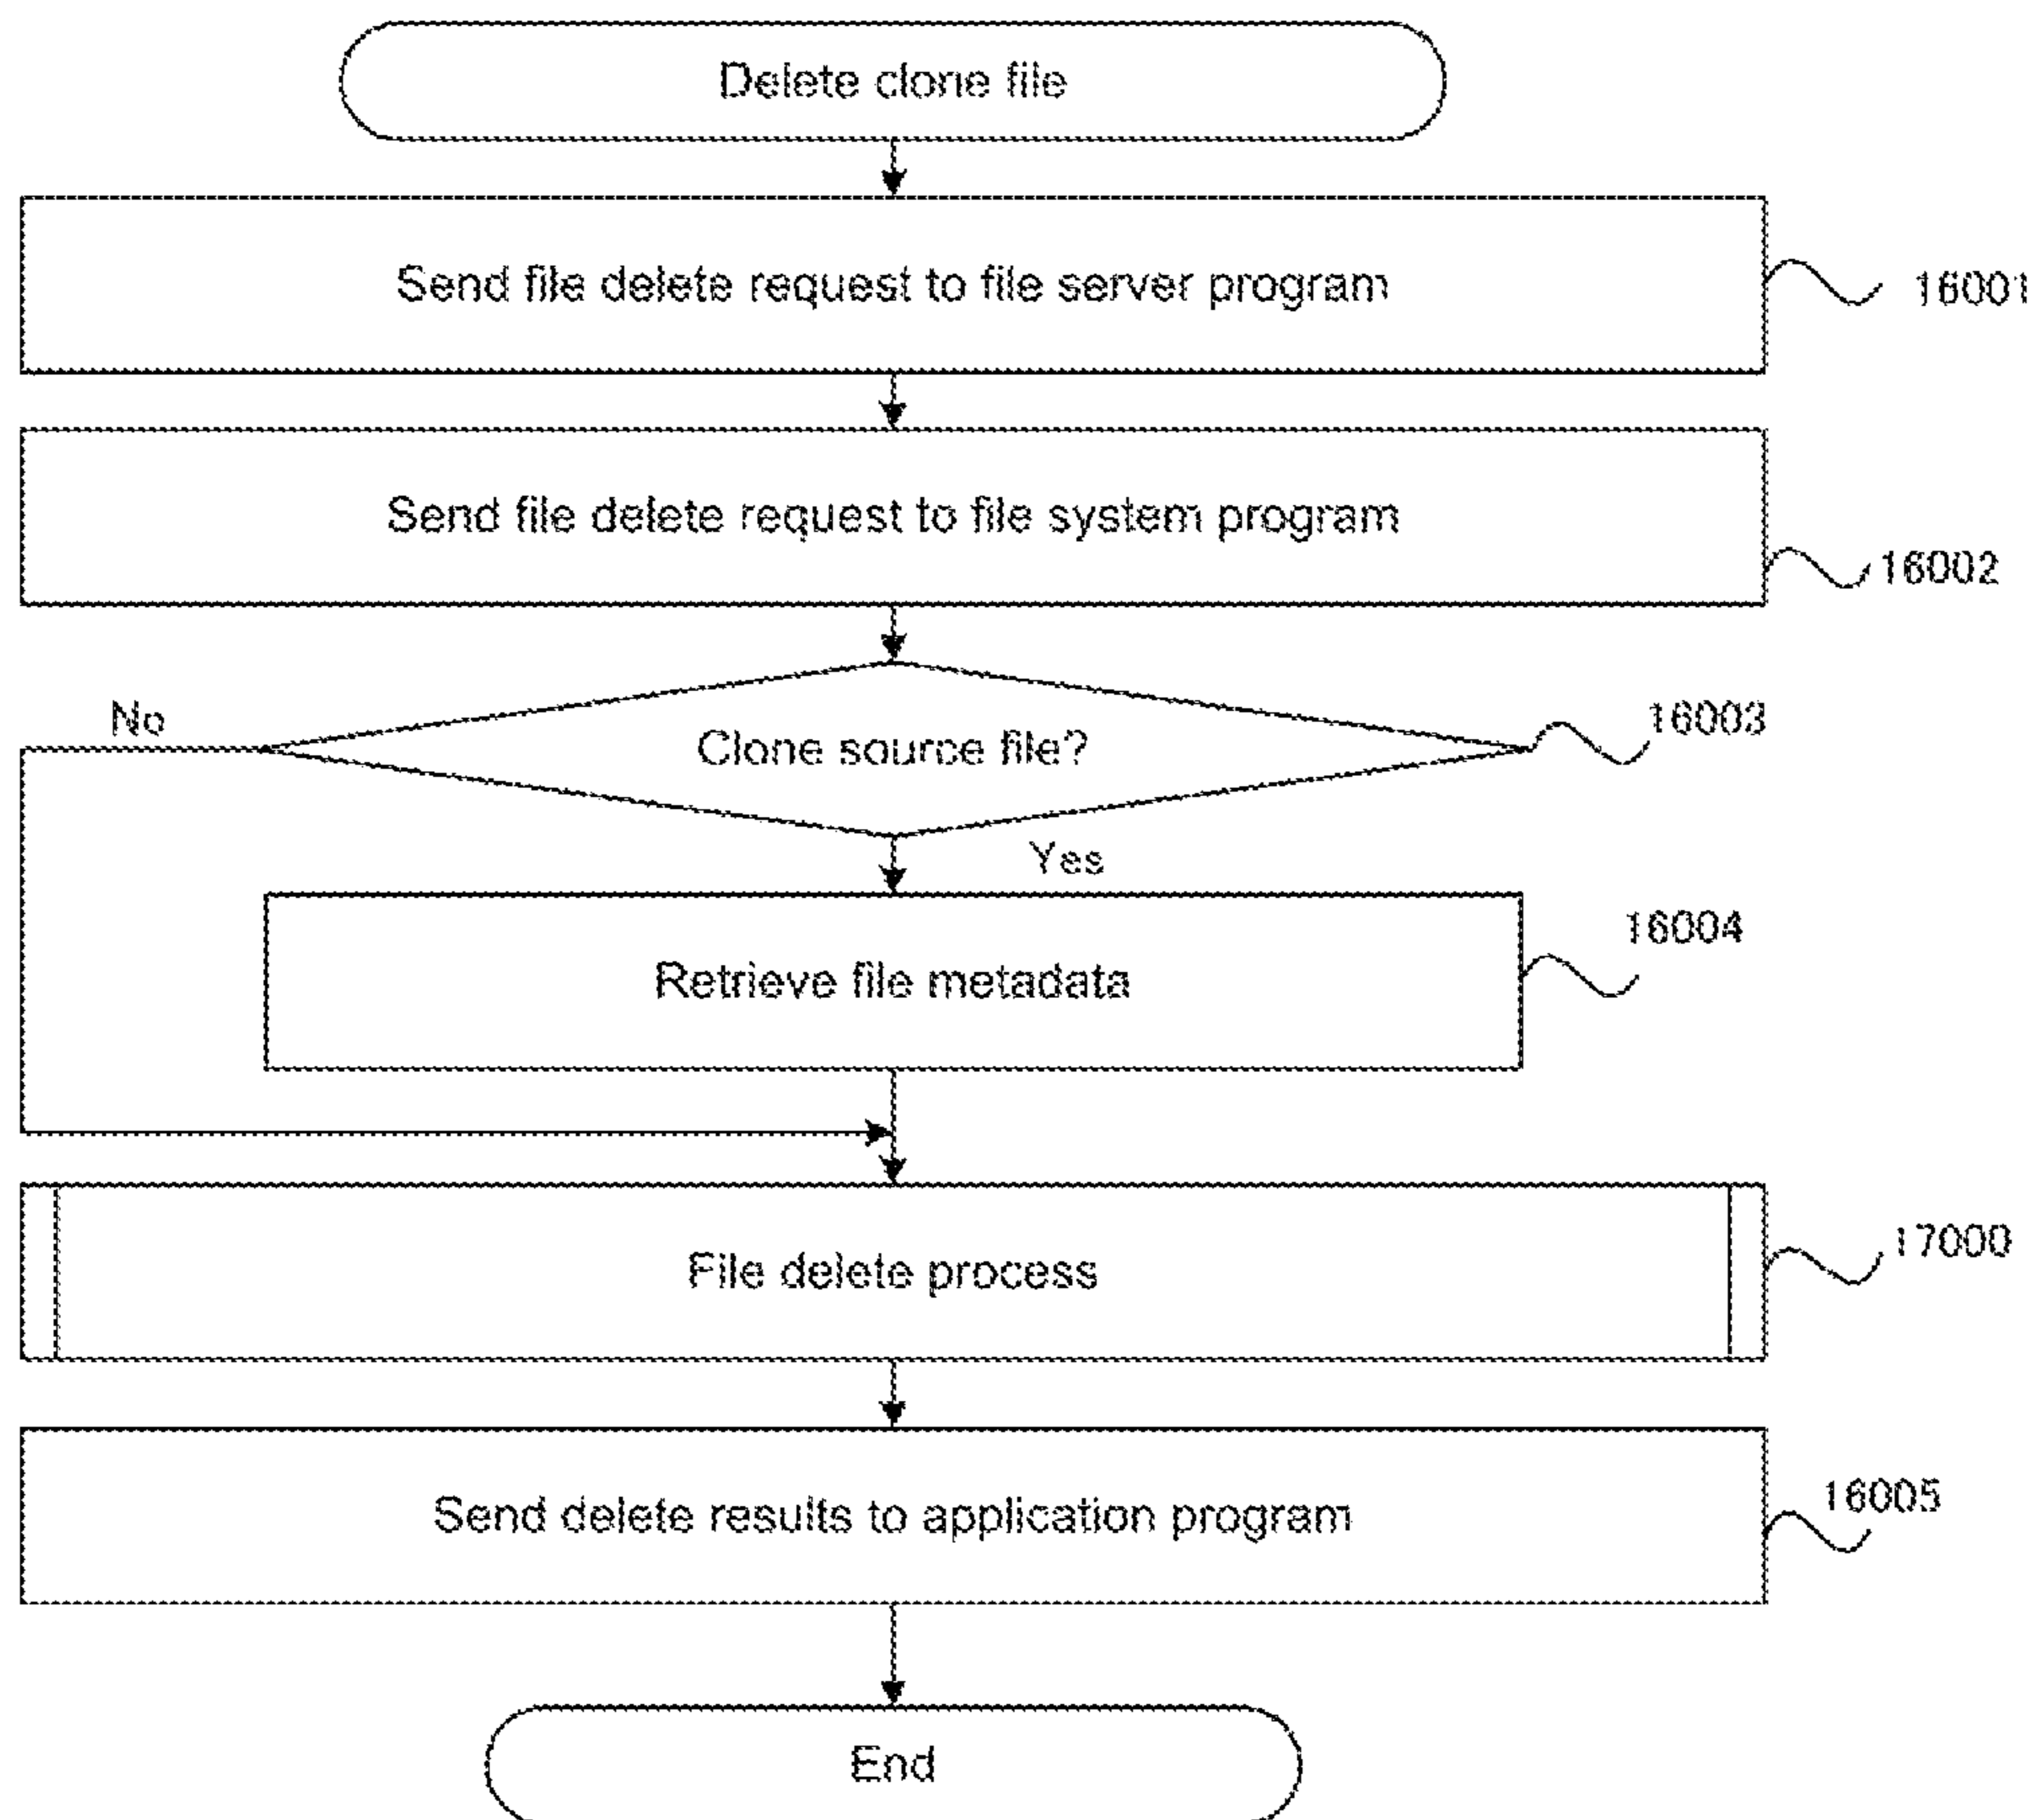 Delete clone file
Send file delete request to file server program
16001
Send file delete request to file system program
16002
No
Clone source file?
16003
Yes
Retrieve file metadata
16004
File delete process
17000
Send delete results to application program
16005
End